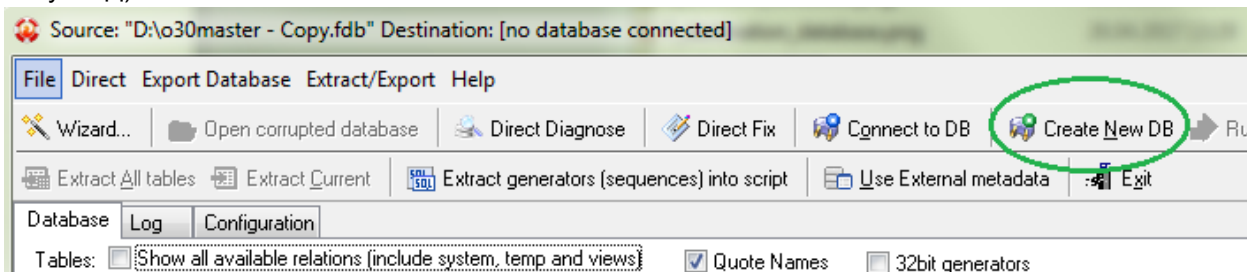 Source: "D:\o30master - Copy.fdb" Destination: [no database connected]
File Direct Export Database Extract/Export Help
Wizard... Open corrupted database Direct Diagnose Direct Fix Connect to DB Create New DB
Extract All tables Extract Current Extract generators (sequences) into script Use External metadata Exit
Database Log Configuration
Tables: Show all available relations (include system, temp and views) Quote Names 32bit generators